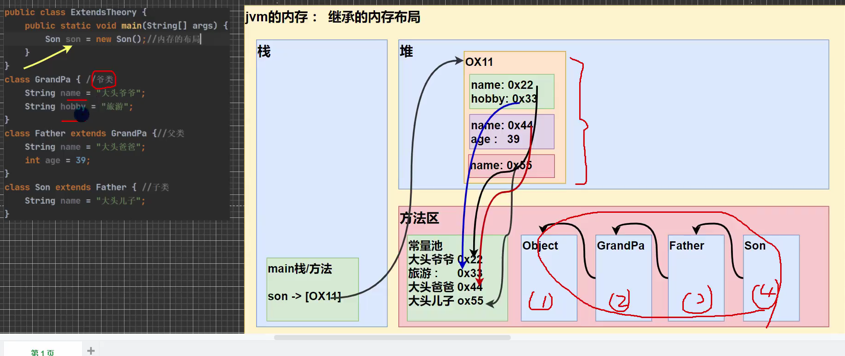 public class ExtendsTheory {
public static void main(String[] args) {
Son son = new Son();//内存的布局
}
}
class GrandPa { //爷类
String name = "大头爷爷";
String hobby = "旅游";
}
class Father extends GrandPa {//父类
String name = "大头爸爸";
int age = 39;
}
class Son extends Father { //子类
String name = "大头儿子";
}
jvm的内存： 继承的内存布局
栈
main栈/方法
son -> [OX11]
堆
OX11
name: 0x22
hobby: 0x33
name: 0x44
age： 39
name: 0x55
方法区
常量池
大头爷爷 0x22
旅游： 0x33
大头爸爸 0x44
大头儿子 ox55
Object
(1)
GrandPa
(2)
Father
(3)
Son
(4)
第1页
+